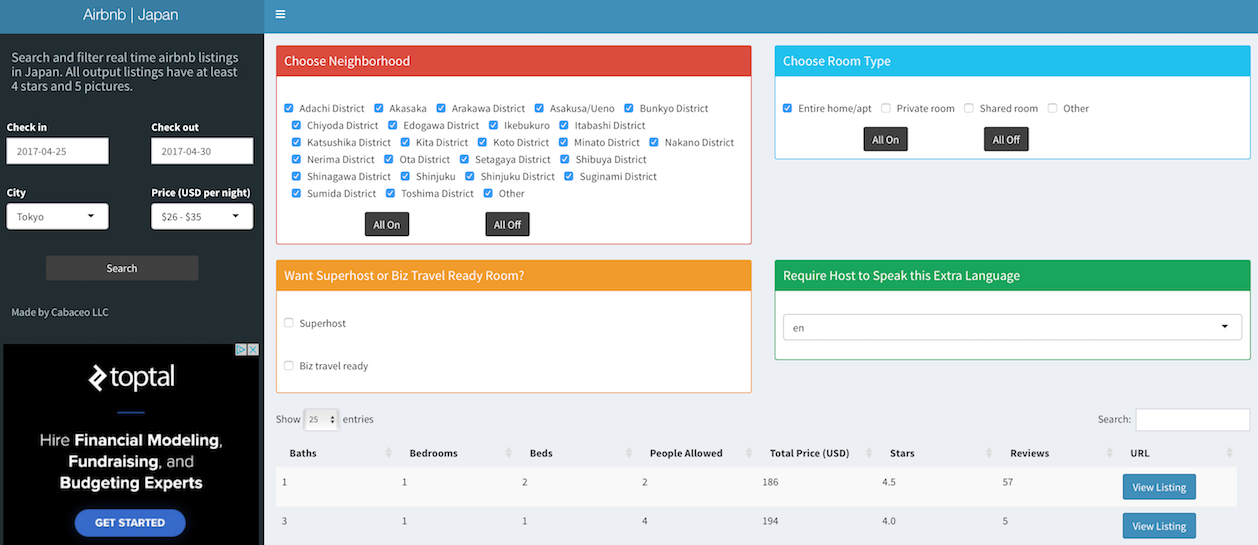 Airbnb | Japan
Search and filter real time airbnb listings
in Japan. All output listings have at least
4 stars and 5 pictures.
Check in
Check out
2017-04-25
2017-04-30
City
Price (USD per night)
Tokyo
$26 - $35
Search
Made by Cabaceo LLC
toptal
Hire Financial Modeling,
Fundraising, and
Budgeting Experts
GET STARTED
Choose Neighborhood
Adachi District Akasaka Arakawa District Asakusa/Ueno Bunkyo District
Chiyoda District Edogawa District Ikebukuro Itabashi District
Katsushika District Kita District Koto District Minato District Nakano District
Nerima District Ota District Setagaya District Shibuya District
Shinagawa District Shinjuku Shinjuku District Suginami District
Sumida District Toshima District Other
All On All Off
Choose Room Type
Entire home/apt Private room Shared room Other
All On All Off
Want Superhost or Biz Travel Ready Room?
Superhost
Biz travel ready
Require Host to Speak this Extra Language
en
Show 25 entries
Search:
Baths Bedrooms Beds People Allowed Total Price (USD) Stars Reviews URL
1 1 2 2 186 4.5 57 View Listing
3 1 1 4 194 4.0 5 View Listing